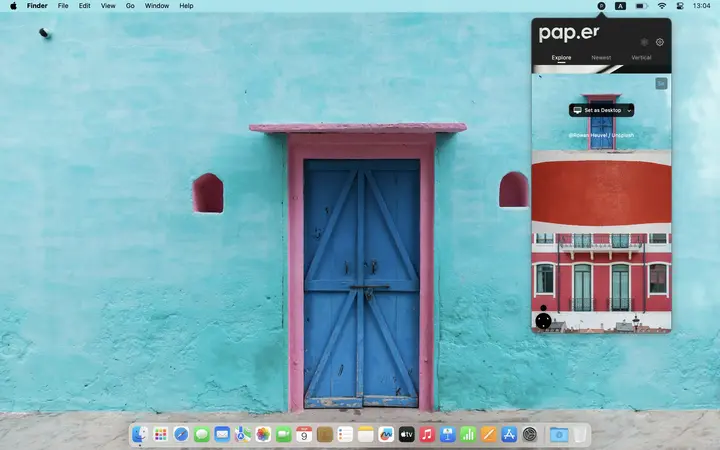 Finder File Edit View Go Window Help
P A 13:04
pap.er
Explore Newest Vertical
Set as Desktop
@Rowan Heuvel / Unsplash
9
tv